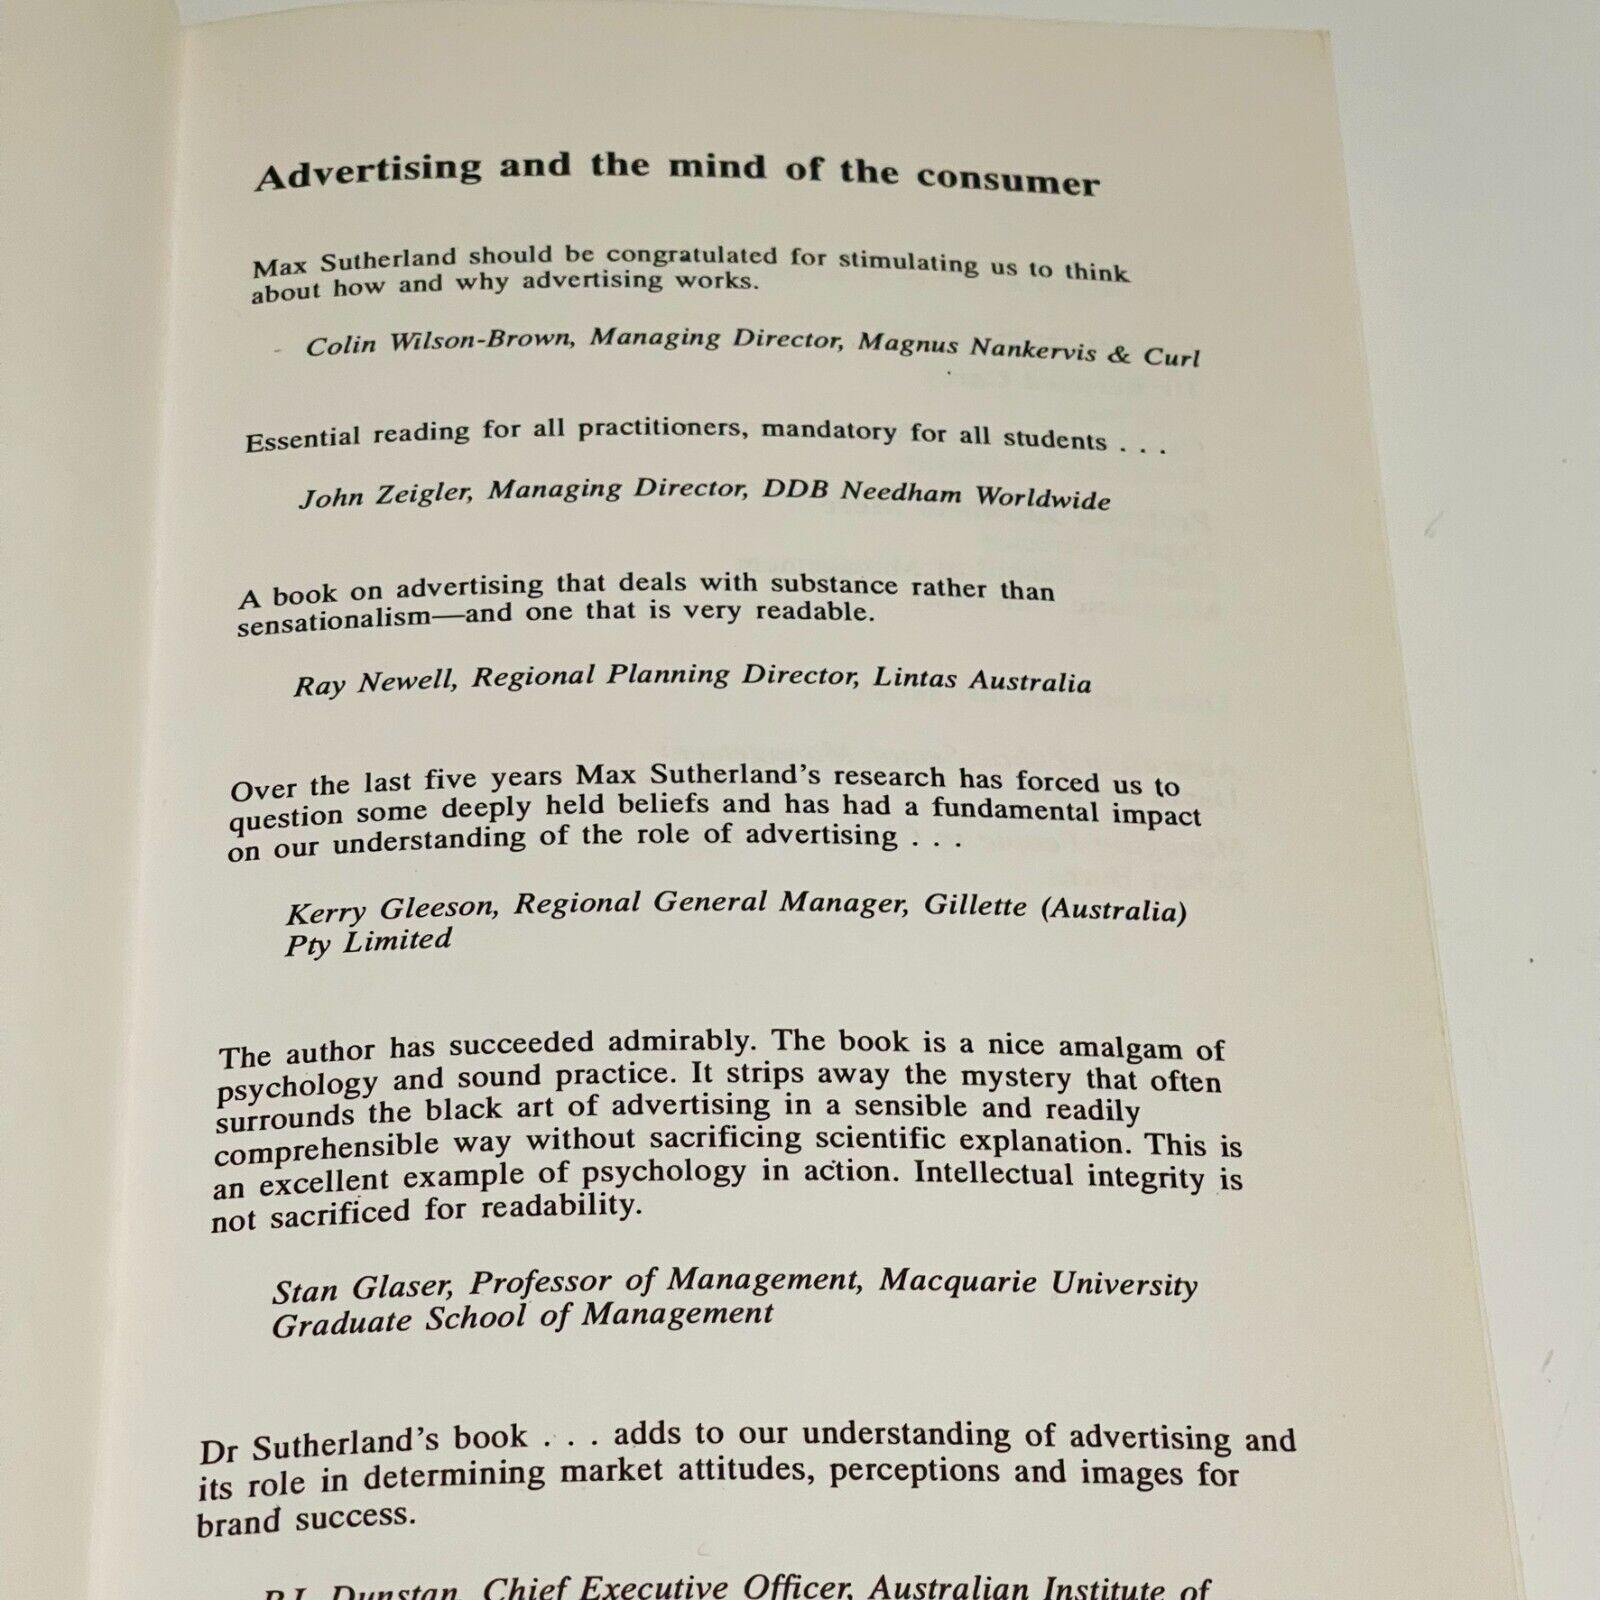 Advertising and the mind of the consumer
Max Sutherland should be congratulated for stimulating us to think
about how and why advertising works.
Colin Wilson-Brown, Managing Director, Magnus Nankervis & Curl
Essential reading for all practitioners, mandatory for all students . . .
John Zeigler, Managing Director, DDB Needham Worldwide
A book on advertising that deals with substance rather than
sensationalism—and one that is very readable.
Ray Newell, Regional Planning Director, Lintas Australia
Over the last five years Max Sutherland's research has forced us to
question some deeply held beliefs and has had a fundamental impact
on our understanding of the role of advertising . . .
Kerry Gleeson, Regional General Manager, Gillette (Australia)
Pty Limited
The author has succeeded admirably. The book is a nice amalgam of
psychology and sound practice. It strips away the mystery that often
surrounds the black art of advertising in a sensible and readily
comprehensible way without sacrificing scientific explanation. This is
an excellent example of psychology in action. Intellectual integrity is
not sacrificed for readability.
Stan Glaser, Professor of Management, Macquarie University
Graduate School of Management
Dr Sutherland's book . . . adds to our understanding of advertising and
its role in determining market attitudes, perceptions and images for
brand success.
Dunstan, Chief Executive Officer, Australian Institute of